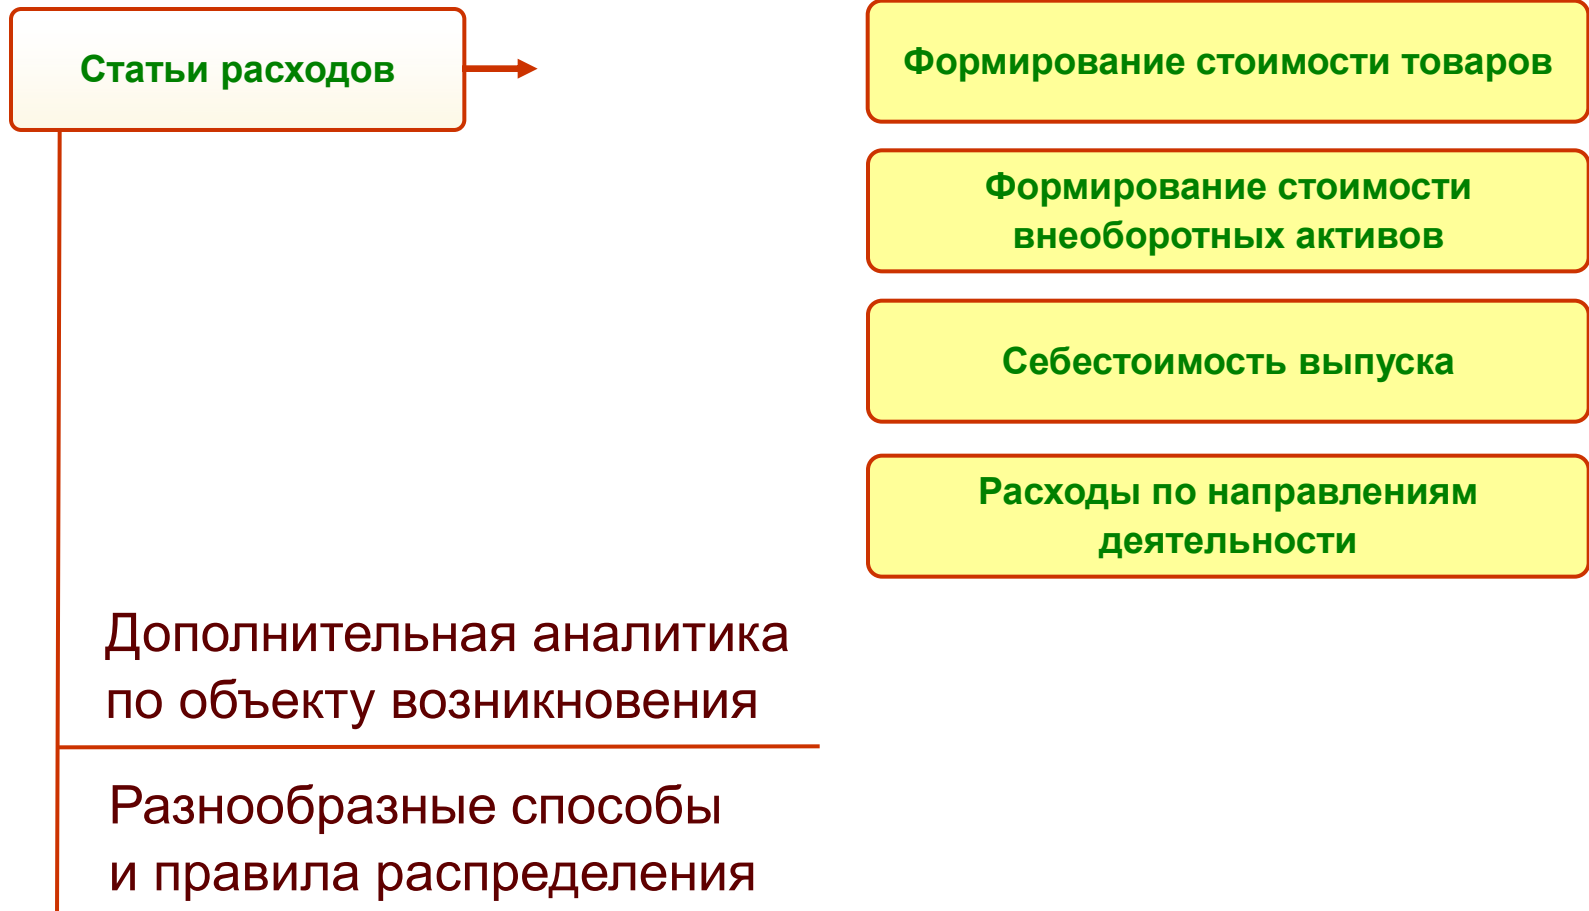 Статьи расходов
Формирование стоимости товаров
Формирование стоимости
внеоборотных активов
Себестоимость выпуска
Расходы по направлениям
деятельности
Дополнительная аналитика
по объекту возникновения
Разнообразные способы
и правила распределения